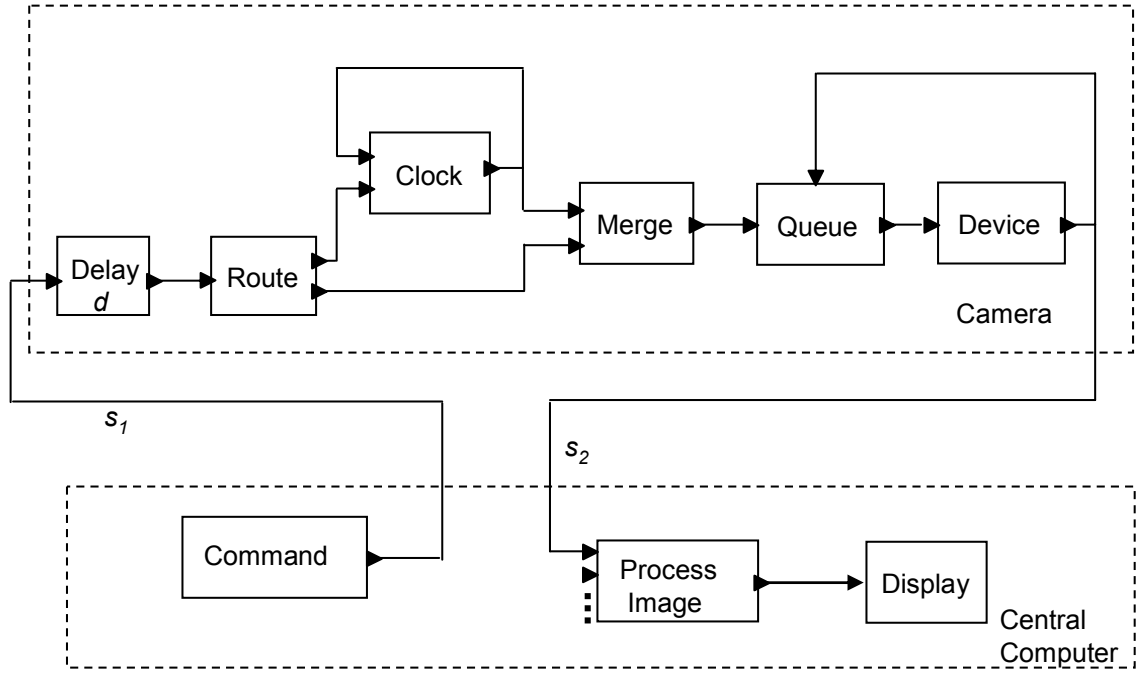 Clock
Merge
Queue
Device
Delay
d
Route
Camera
s1
s2
Command
Process
Image
Display
Central
Computer